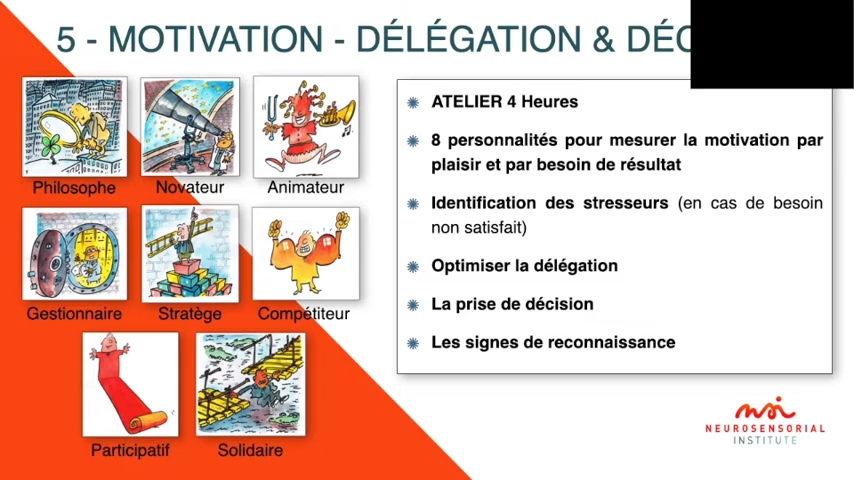 5 - MOTIVATION - DÉLÉGATION &
Philosophe
Novateur
Animateur
Gestionnaire
Stratège
Compétiteur
Participatif
Solidaire
ATELIER 4 Heures
8 personnalités pour mesurer la motivation par
plaisir et par besoin de résultat
Identification des stresseurs (en cas de besoin
non satisfait)
Optimiser la délégation
La prise de décision
Les signes de reconnaissance
nsi
NEUROSENSORIAL
INSTITUTE